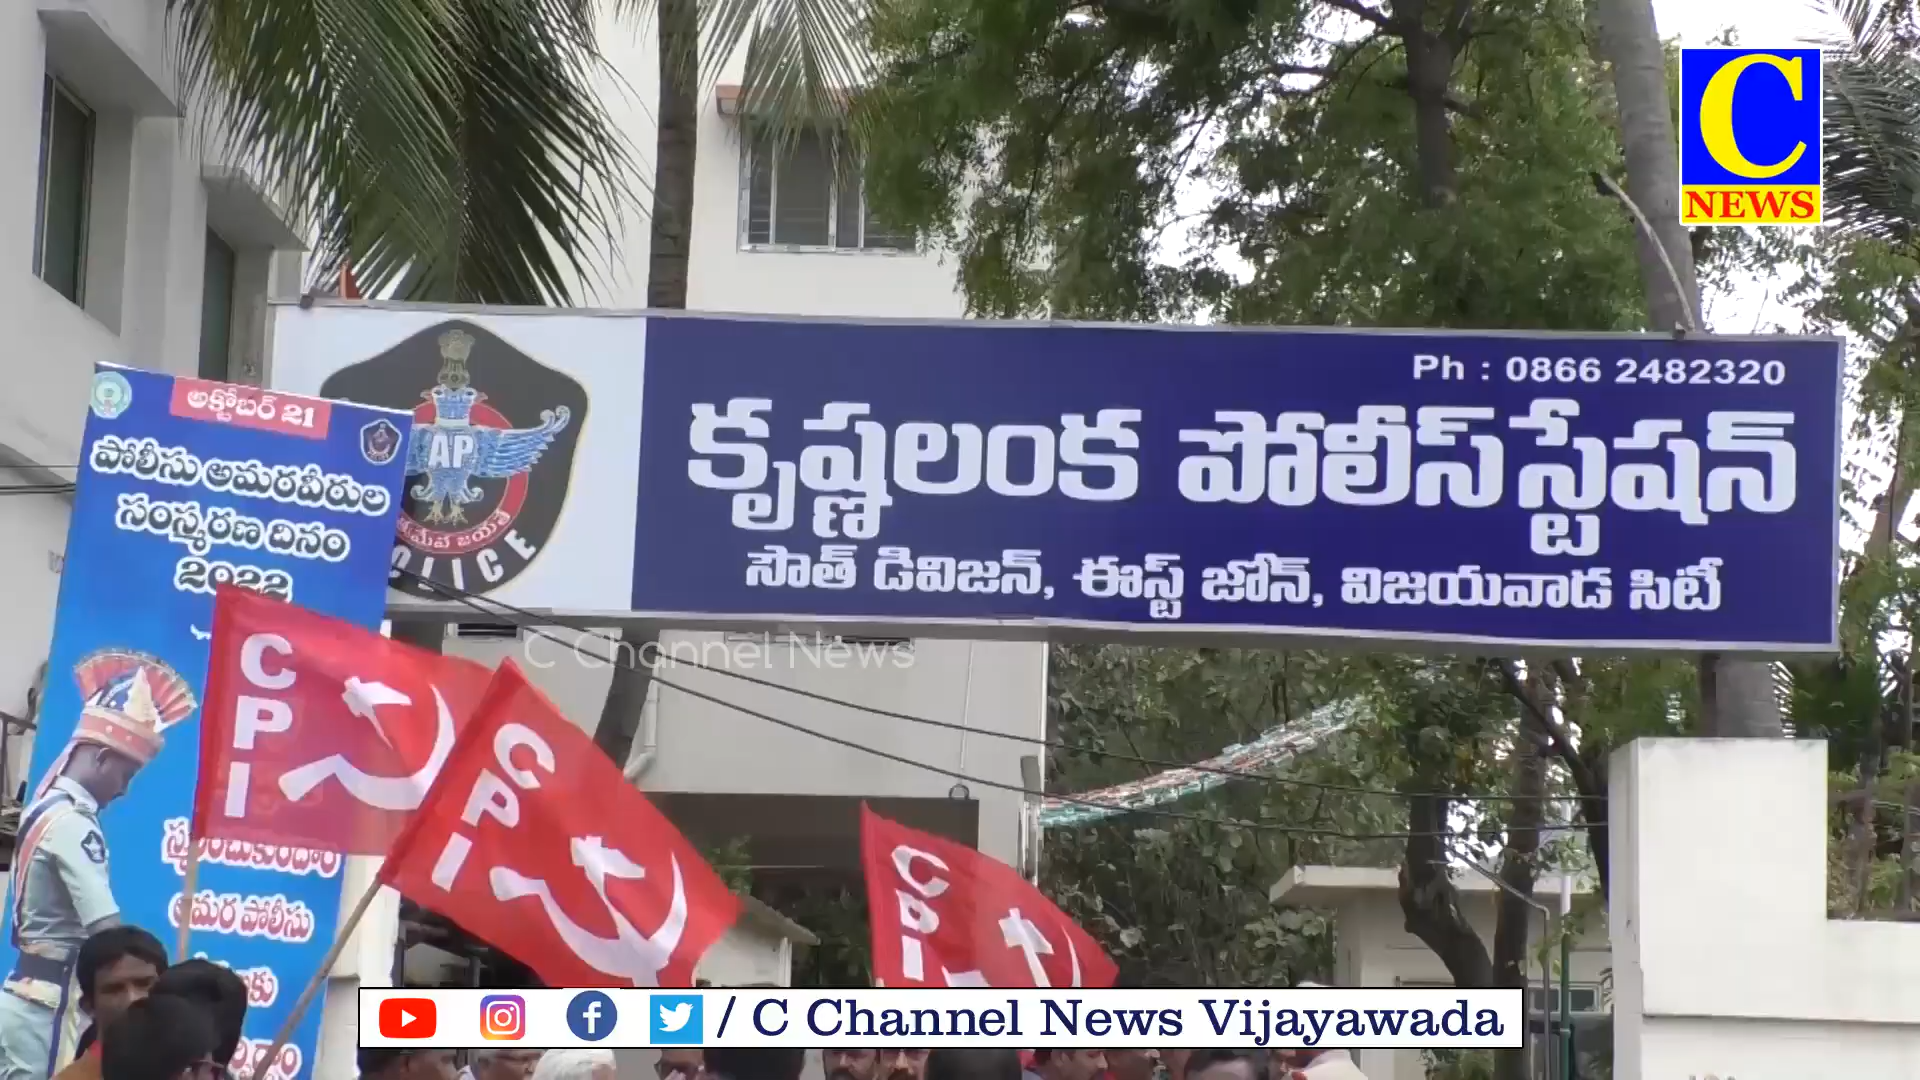 C
NEWS
Ph : 0866 2482320
కృష్ణలంక పోలీస్ స్టేషన్
సౌత్ డివిజన్, ఈస్ట్ జోన్, విజయవాడ సిటీ
AP
అక్టోబర్ 21
పోలీసు అమరవీరుల
సంస్మరణ దినం
2022
C Channel News
CPI
CPI
CPI
అమర పోలీసు
/ C Channel News Vijayawada